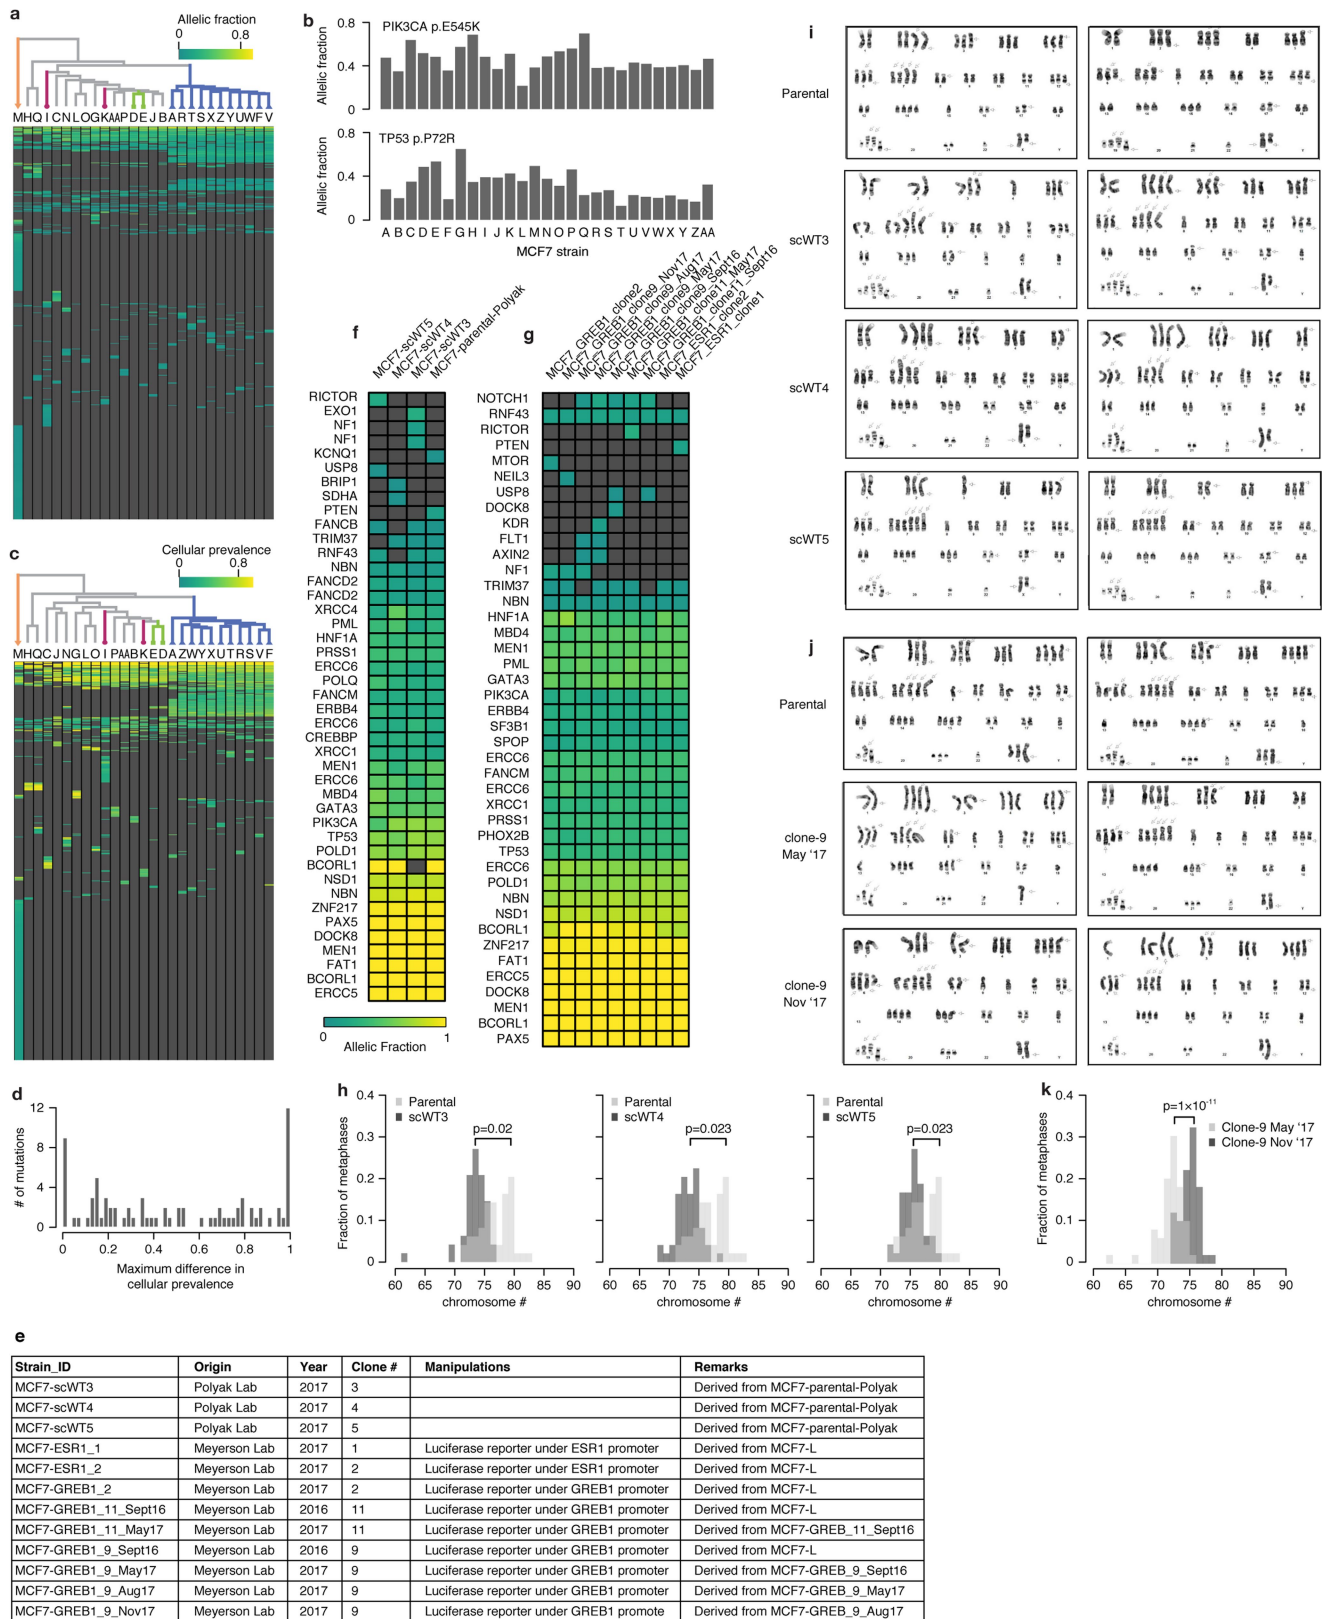 a
Allelic fraction
0 0.8
MHQ I CNLOGKAAPDEJBARTSXZYUWFV
b
PIK3CA p.E545K
Allelic fraction
0.8
0.4
0
TP53 p.P72R
Allelic fraction
0.8
0.4
0
A B C D E F G H I J K L M N O P Q R S T U V W X Y Z AA
MCF7 strain
c
Cellular prevalence
0 0.8
MHQCJNGLO I PAABKEDAZWYXUTRSVF
d
# of mutations
12
8
4
0
0 0.2 0.4 0.6 0.8 1
Maximum difference in
cellular prevalence
f
MCF7-scWT5
MCF7-scWT4
MCF7-scWT3
MCF7-parental-Polyak
RICTOR
EXO1
NF1
NF1
KCNQ1
USP8
BRIP1
SDHA
PTEN
FANCB
TRIM37
RNF43
NBN
FANCD2
FANCD2
XRCC4
PML
HNF1A
PRSS1
ERCC6
POLQ
FANCM
ERBB4
ERCC6
CREBBP
XRCC1
MEN1
ERCC6
MBD4
GATA3
PIK3CA
TP53
POLD1
BCORL1
NSD1
NBN
ZNF217
PAX5
DOCK8
MEN1
FAT1
BCORL1
ERCC5
0 1
Allelic Fraction
g
MCF7_GREB1_clone2
MCF7_GREB1_clone9_Nov17
MCF7_GREB1_clone9_Aug17
MCF7_GREB1_clone9_May17
MCF7_GREB1_clone9_Sept16
MCF7_GREB1_clone11_May17
MCF7_GREB1_clone11_Sept16
MCF7_ESR1_clone2
MCF7_ESR1_clone1
NOTCH1
RNF43
RICTOR
PTEN
MTOR
NEIL3
USP8
DOCK8
KDR
FLT1
AXIN2
NF1
TRIM37
NBN
HNF1A
MBD4
MEN1
PML
GATA3
PIK3CA
ERBB4
SF3B1
SPOP
ERCC6
FANCM
ERCC6
XRCC1
PRSS1
PHOX2B
TP53
ERCC6
POLD1
NBN
NSD1
BCORL1
ZNF217
FAT1
ERCC5
DOCK8
MEN1
BCORL1
PAX5
h
Fraction of metaphases
0.4
0.3
0.2
0.1
0
Parental
scWT3
p=0.02
60 65 70 75 80 85 90
chromosome #
Parental
scWT4
p=0.023
60 65 70 75 80 85 90
chromosome #
Parental
scWT5
p=0.023
60 65 70 75 80 85 90
chromosome #
i
Parental
scWT3
scWT4
scWT5
j
Parental
clone-9
May ‘17
clone-9
Nov ‘17
k
Fraction of metaphases
0.4
0.3
0.2
0.1
0
p=1×10-11
Clone-9 May ‘17
Clone-9 Nov ‘17
60 65 70 75 80 85 90
chromosome #
e
Strain_ID Origin Year Clone # Manipulations Remarks
MCF7-scWT3 Polyak Lab 2017 3 Derived from MCF7-parental-Polyak
MCF7-scWT4 Polyak Lab 2017 4 Derived from MCF7-parental-Polyak
MCF7-scWT5 Polyak Lab 2017 5 Derived from MCF7-parental-Polyak
MCF7-ESR1_1 Meyerson Lab 2017 1 Luciferase reporter under ESR1 promoter Derived from MCF7-L
MCF7-ESR1_2 Meyerson Lab 2017 2 Luciferase reporter under ESR1 promoter Derived from MCF7-L
MCF7-GREB1_2 Meyerson Lab 2017 2 Luciferase reporter under GREB1 promoter Derived from MCF7-L
MCF7-GREB1_11_Sept16 Meyerson Lab 2016 11 Luciferase reporter under GREB1 promoter Derived from MCF7-L
MCF7-GREB1_11_May17 Meyerson Lab 2017 11 Luciferase reporter under GREB1 promoter Derived from MCF7-GREB_11_Sept16
MCF7-GREB1_9_Sept16 Meyerson Lab 2016 9 Luciferase reporter under GREB1 promoter Derived from MCF7-L
MCF7-GREB1_9_May17 Meyerson Lab 2017 9 Luciferase reporter under GREB1 promoter Derived from MCF7-GREB_9_Sept16
MCF7-GREB1_9_Aug17 Meyerson Lab 2017 9 Luciferase reporter under GREB1 promoter Derived from MCF7-GREB_9_May17
MCF7-GREB1_9_Nov17 Meyerson Lab 2017 9 Luciferase reporter under GREB1 promote Derived from MCF7-GREB_9_Aug17